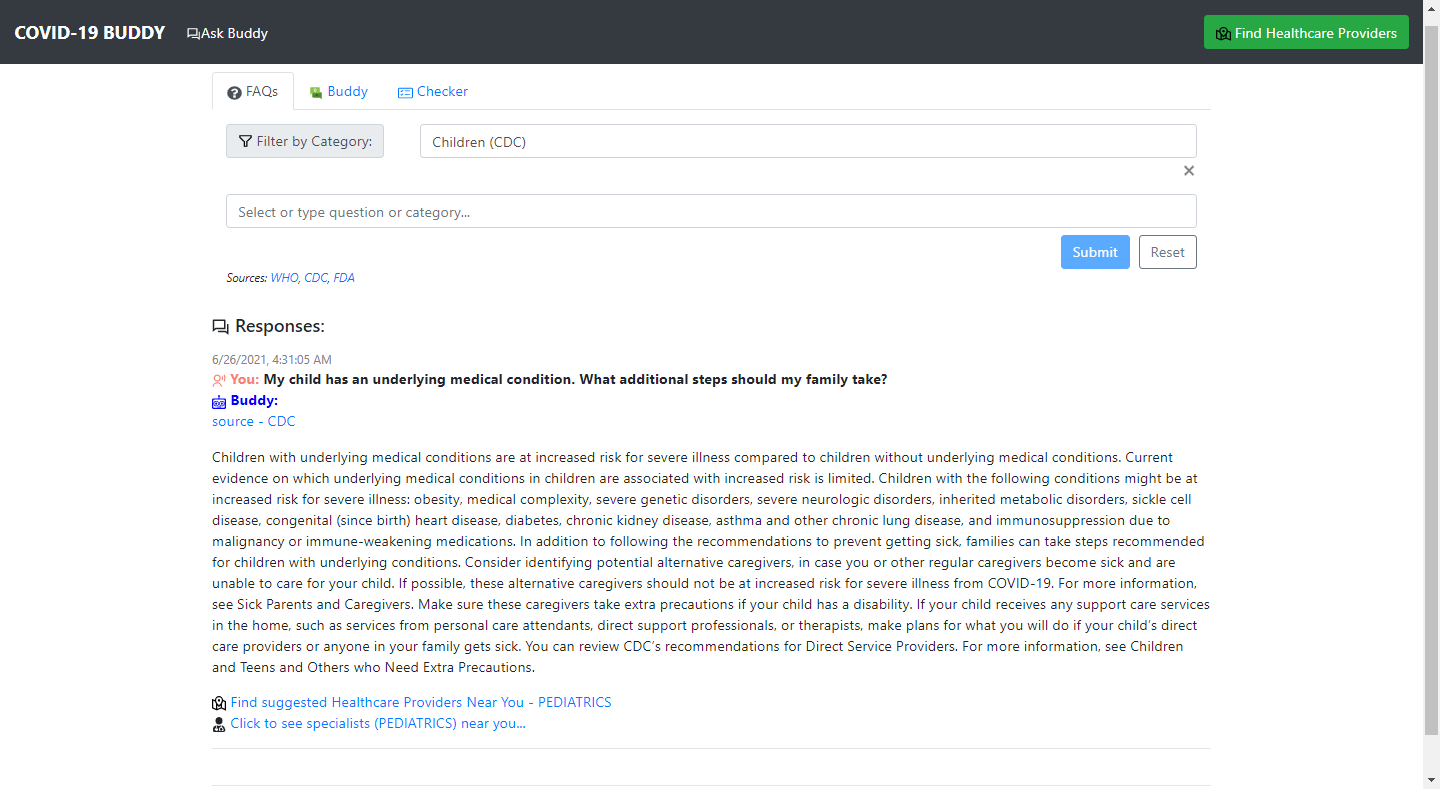 COVID-19 BUDDY
Ask Buddy
Find Healthcare Providers
FAQs
Buddy
Checker
Filter by Category:
Children (CDC)
×
Select or type question or category...
Submit
Reset
Sources: WHO, CDC, FDA
Responses:
6/26/2021, 4:31:05 AM
You: My child has an underlying medical condition. What additional steps should my family take?
Buddy:
source - CDC
Children with underlying medical conditions are at increased risk for severe illness compared to children without underlying medical conditions. Current
evidence on which underlying medical conditions in children are associated with increased risk is limited. Children with the following conditions might be at
increased risk for severe illness: obesity, medical complexity, severe genetic disorders, severe neurologic disorders, inherited metabolic disorders, sickle cell
disease, congenital (since birth) heart disease, diabetes, chronic kidney disease, asthma and other chronic lung disease, and immunosuppression due to
malignancy or immune-weakening medications. In addition to following the recommendations to prevent getting sick, families can take steps recommended
for children with underlying conditions. Consider identifying potential alternative caregivers, in case you or other regular caregivers become sick and are
unable to care for your child. If possible, these alternative caregivers should not be at increased risk for severe illness from COVID-19. For more information,
see Sick Parents and Caregivers. Make sure these caregivers take extra precautions if your child has a disability. If your child receives any support care services
in the home, such as services from personal care attendants, direct support professionals, or therapists, make plans for what you will do if your child’s direct
care providers or anyone in your family gets sick. You can review CDC’s recommendations for Direct Service Providers. For more information, see Children
and Teens and Others who Need Extra Precautions.
Find suggested Healthcare Providers Near You - PEDIATRICS
Click to see specialists (PEDIATRICS) near you...